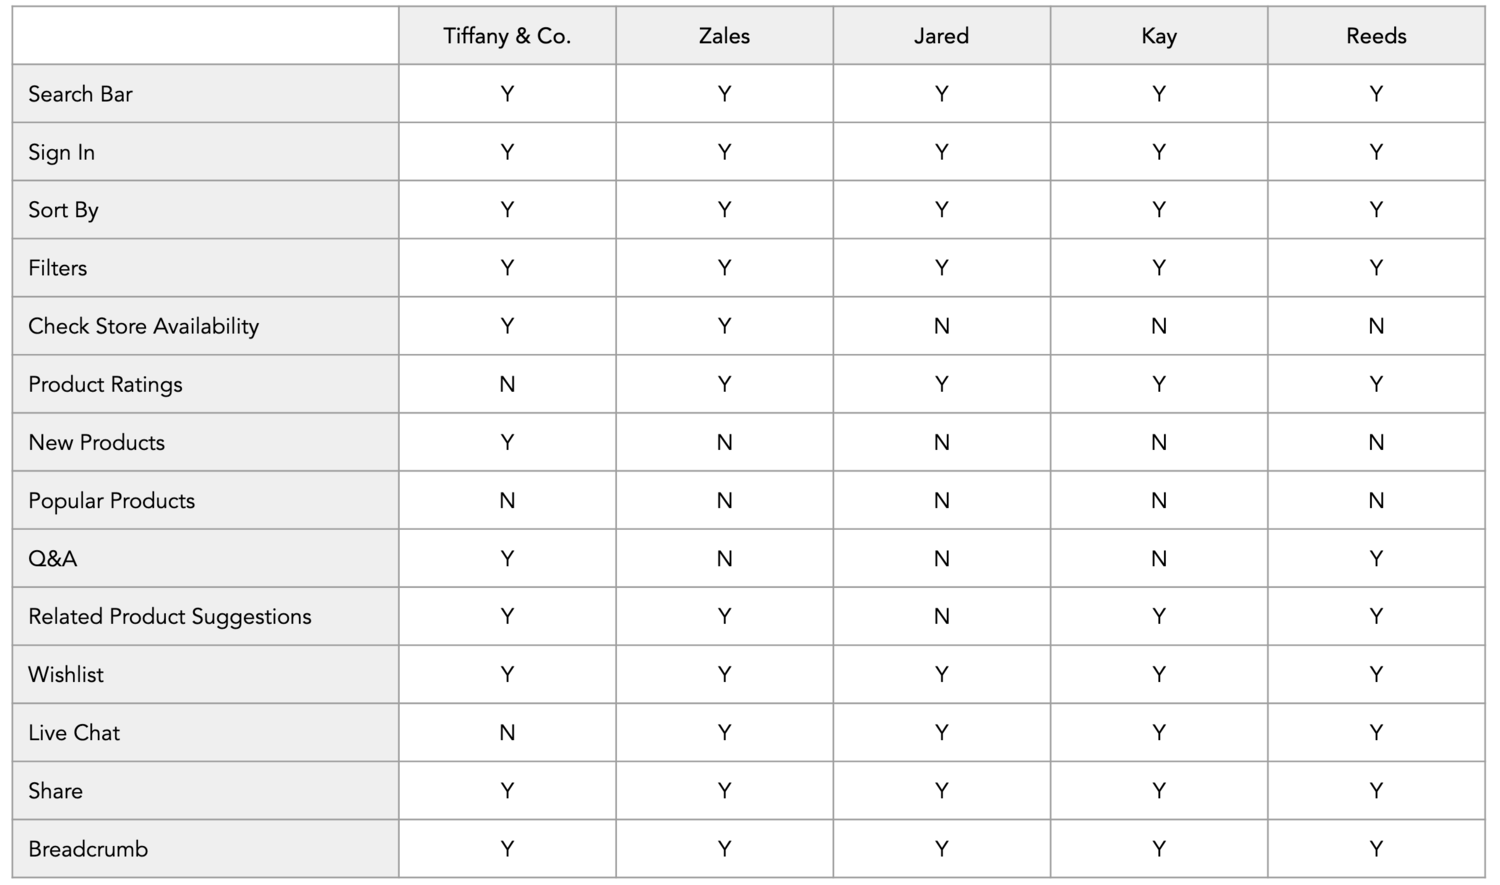 Tiffany & Co. Zales Jared Kay Reeds
Search Bar Y Y Y Y Y
Sign In Y Y Y Y Y
Sort By Y Y Y Y Y
Filters Y Y Y Y Y
Check Store Availability Y Y N N N
Product Ratings N Y Y Y Y
New Products Y N N N N
Popular Products N N N N N
Q&A Y N N N Y
Related Product Suggestions Y Y N Y Y
Wishlist Y Y Y Y Y
Live Chat N Y Y Y Y
Share Y Y Y Y Y
Breadcrumb Y Y Y Y Y